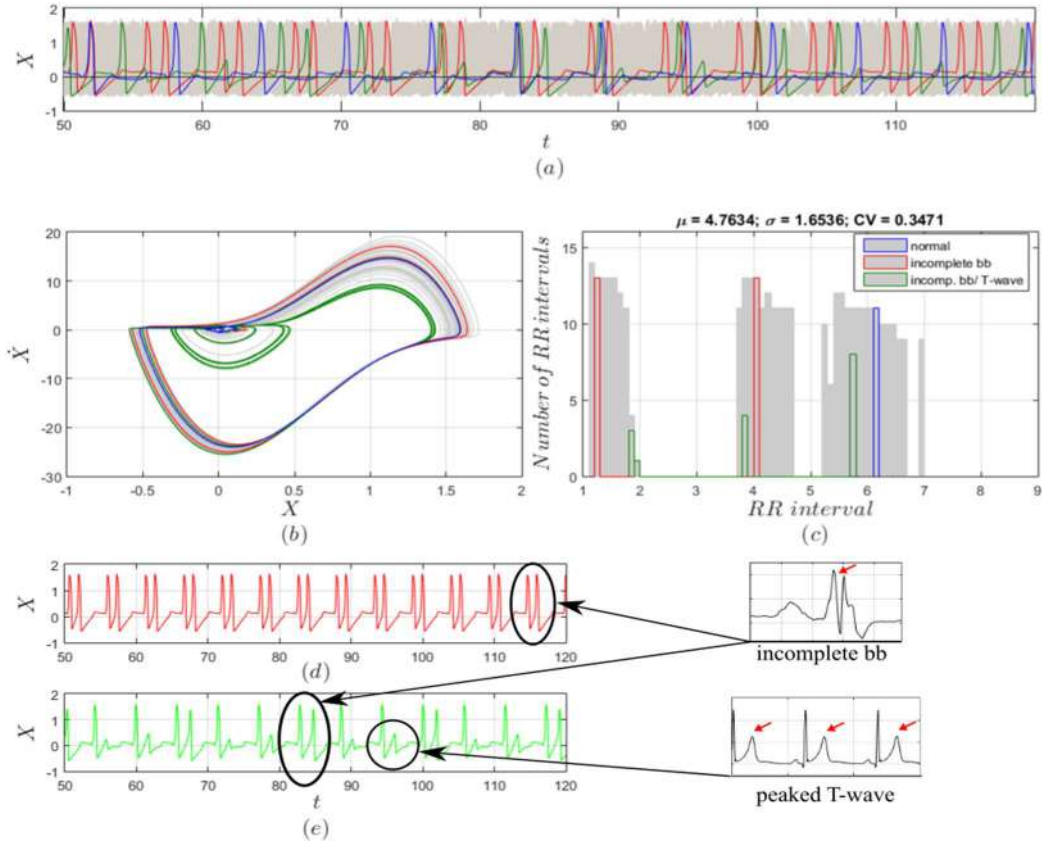 2
1
0
-1
X
50 60 70 80 90 100 110
t
(a)
20
10
0
-10
-20
-30
Ẋ
-1 -0.5 0 0.5 1 1.5 2
X
(b)
μ = 4.7634; σ = 1.6536; CV = 0.3471
15
10
5
0
Number of RR intervals
normal
incomplete bb
incomp. bb/ T-wave
1 2 3 4 5 6 7 8 9
RR interval
(c)
2
1
0
-1
X
50 60 70 80 90 100 110 120
(d)
incomplete bb
2
1
0
-1
X
50 60 70 80 90 100 110 120
t
(e)
peaked T-wave